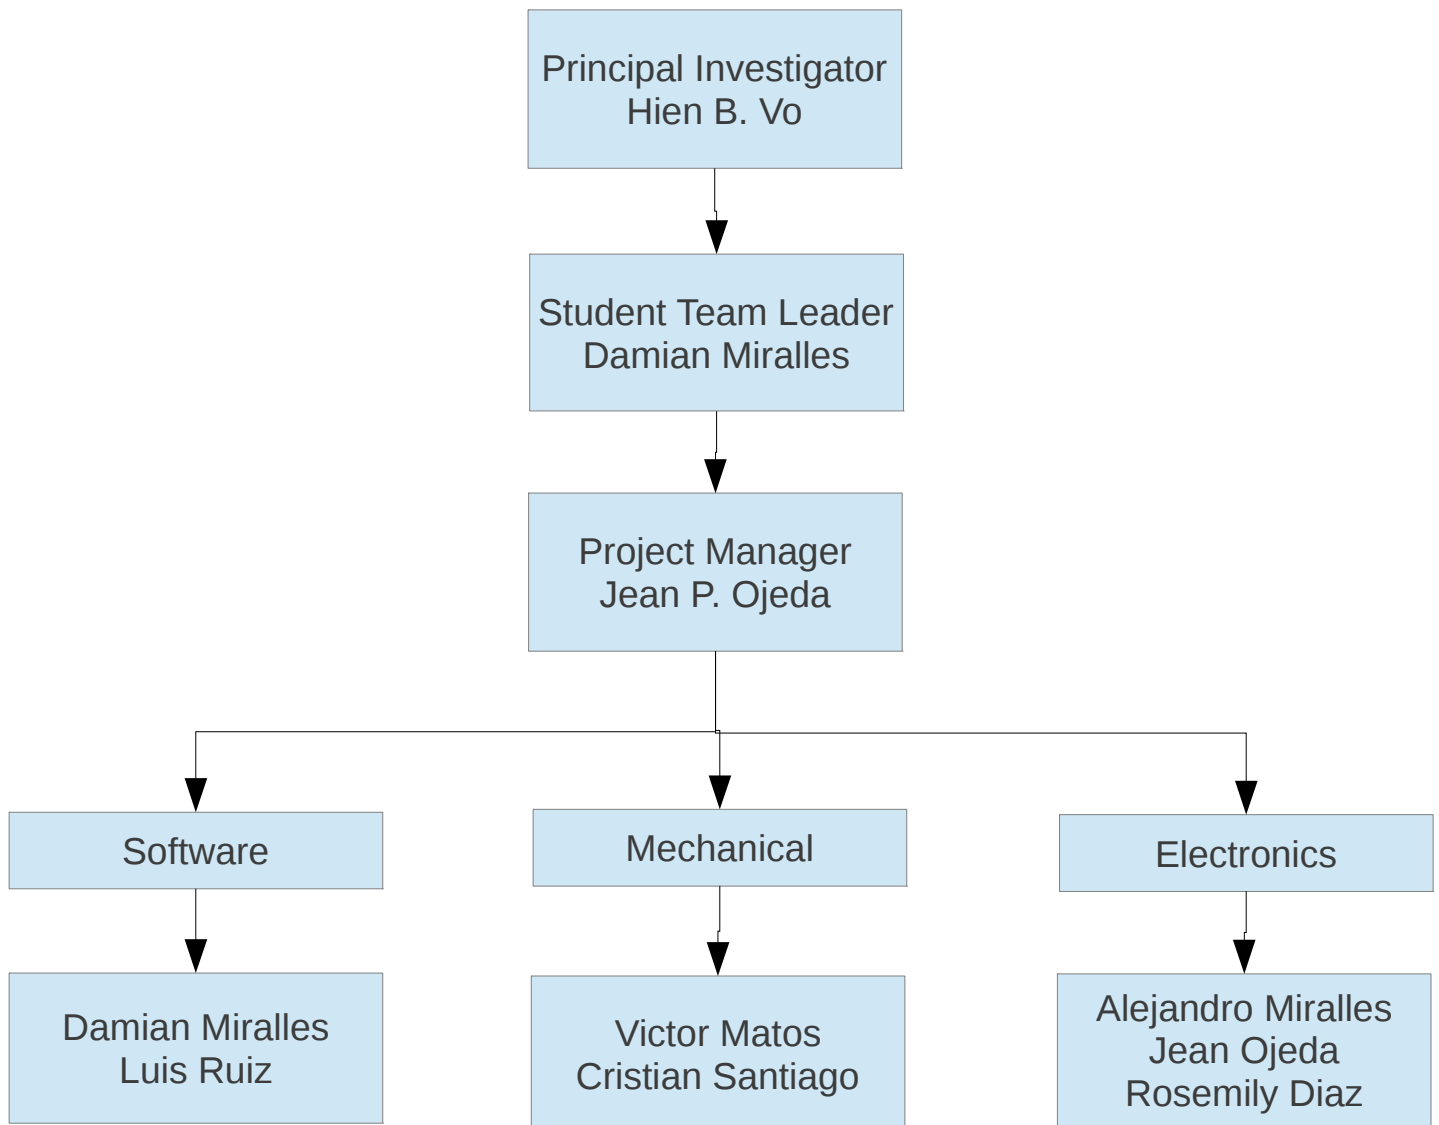 Principal Investigator
Hien B. Vo
Student Team Leader
Damian Miralles
Project Manager
Jean P. Ojeda
Software
Mechanical
Electronics
Damian Miralles
Luis Ruiz
Victor Matos
Cristian Santiago
Alejandro Miralles
Jean Ojeda
Rosemily Diaz